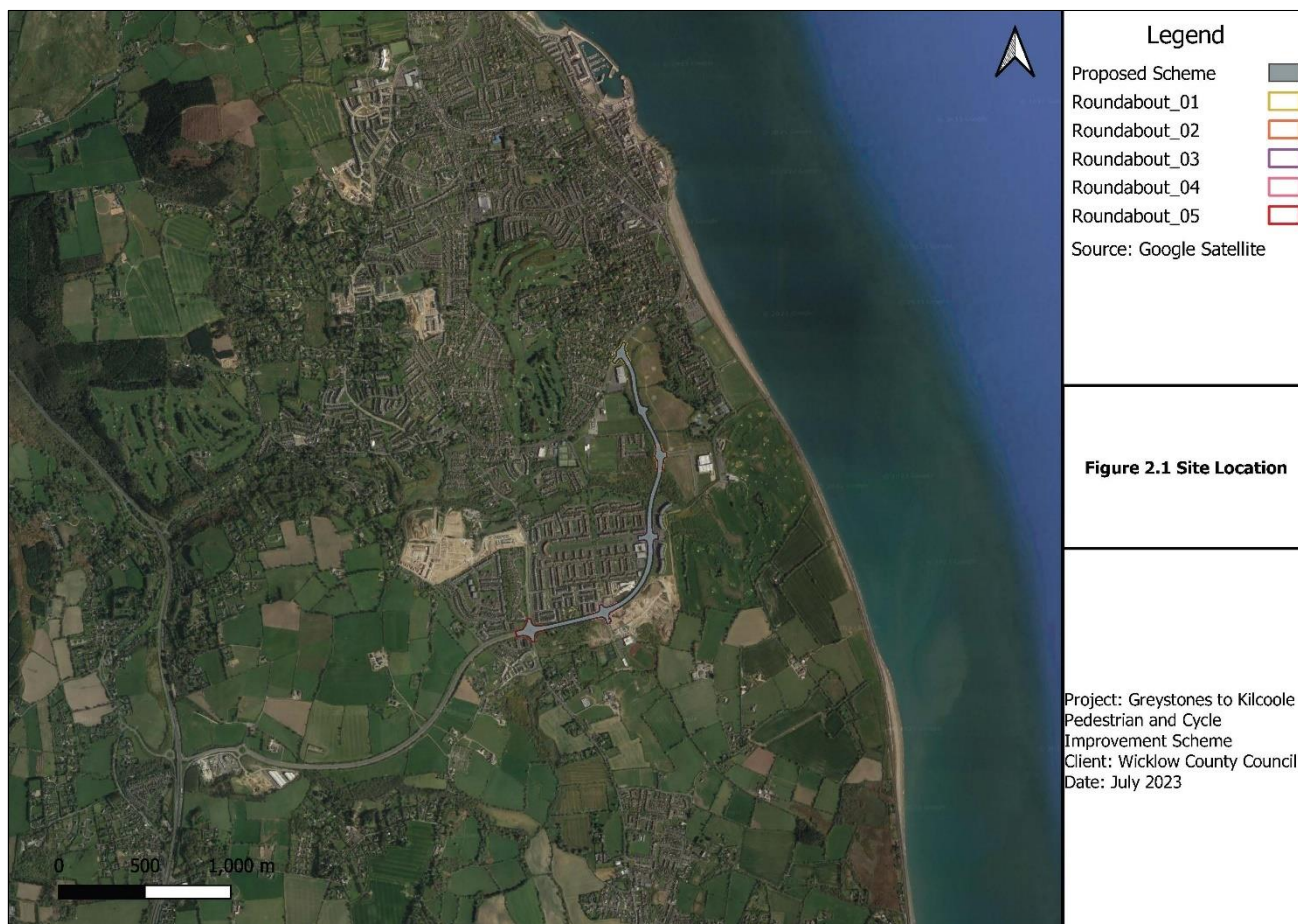 Legend
Proposed Scheme
Roundabout_01
Roundabout_02
Roundabout_03
Roundabout_04
Roundabout_05
Source: Google Satellite
Figure 2.1 Site Location
Project: Greystones to Kilcoole
Pedestrian and Cycle
Improvement Scheme
Client: Wicklow County Council
Date: July 2023
0 500 1,000 m